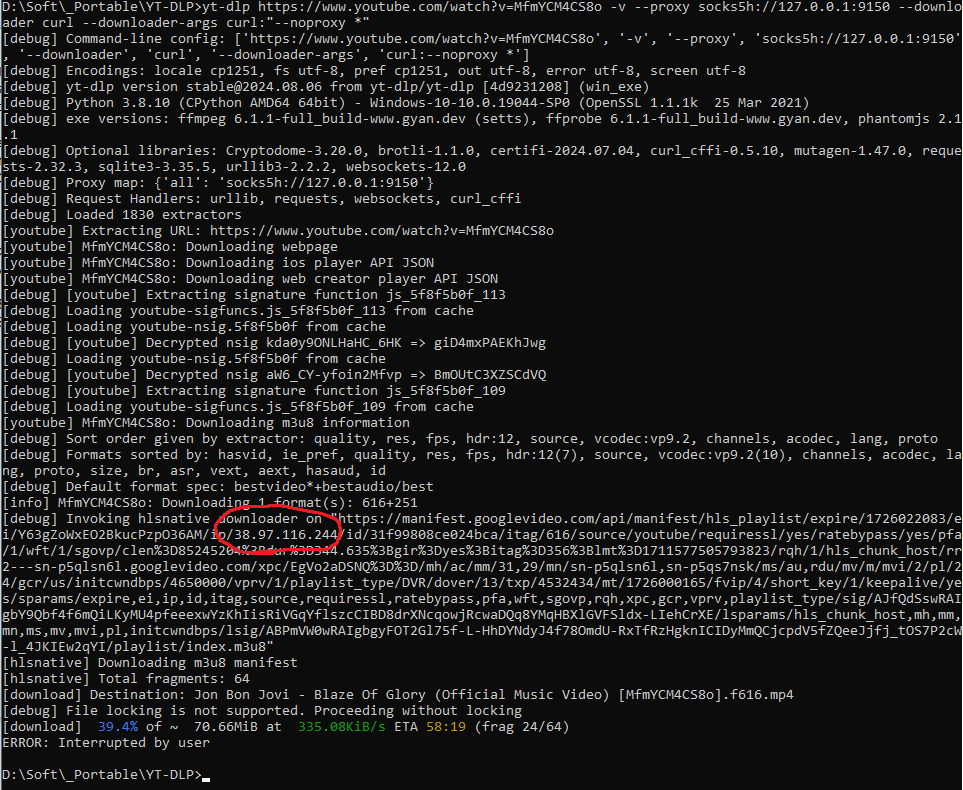 D:\Soft\_Portable\YT-DLP>yt-dlp https://www.youtube.com/watch?v=MfmYCM4CS8o -v --proxy socks5h://127.0.0.1:9150 --downlo
ader curl --downloader-args curl:"--noproxy *"
[debug] Command-line config: ['https://www.youtube.com/watch?v=MfmYCM4CS8o', '-v', '--proxy', 'socks5h://127.0.0.1:9150'
, '--downloader', 'curl', '--downloader-args', 'curl:--noproxy *']
[debug] Encodings: locale cp1251, fs utf-8, pref cp1251, out utf-8, error utf-8, screen utf-8
[debug] yt-dlp version stable@2024.08.06 from yt-dlp/yt-dlp [4d9231208] (win_exe)
[debug] Python 3.8.10 (CPython AMD64 64bit) - Windows-10-10.0.19044-SP0 (OpenSSL 1.1.1k  25 Mar 2021)
[debug] exe versions: ffmpeg 6.1.1-full_build-www.gyan.dev (setts), ffprobe 6.1.1-full_build-www.gyan.dev, phantomjs 2.1
.1
[debug] Optional libraries: Cryptodome-3.20.0, brotli-1.1.0, certifi-2024.07.04, curl_cffi-0.5.10, mutagen-1.47.0, reque
sts-2.32.3, sqlite3-3.35.5, urllib3-2.2.2, websockets-12.0
[debug] Proxy map: {'all': 'socks5h://127.0.0.1:9150'}
[debug] Request Handlers: urllib, requests, websockets, curl_cffi
[debug] Loaded 1830 extractors
[youtube] Extracting URL: https://www.youtube.com/watch?v=MfmYCM4CS8o
[youtube] MfmYCM4CS8o: Downloading webpage
[youtube] MfmYCM4CS8o: Downloading ios player API JSON
[youtube] MfmYCM4CS8o: Downloading web creator player API JSON
[debug] [youtube] Extracting signature function js_5f8f5b0f_113
[debug] Loading youtube-sigfuncs.js_5f8f5b0f_113 from cache
[debug] Loading youtube-nsig.5f8f5b0f from cache
[debug] [youtube] Decrypted nsig kda0y9ONLHaHC_6HK => giD4mxPAEKhJwg
[debug] Loading youtube-nsig.5f8f5b0f from cache
[debug] [youtube] Decrypted nsig aW6_CY-yfoin2Mfvp => BmOUtC3XZSCdVQ
[debug] [youtube] Extracting signature function js_5f8f5b0f_109
[debug] Loading youtube-sigfuncs.js_5f8f5b0f_109 from cache
[youtube] MfmYCM4CS8o: Downloading m3u8 information
[debug] Sort order given by extractor: quality, res, fps, hdr:12, source, vcodec:vp9.2, channels, acodec, lang, proto
[debug] Formats sorted by: hasvid, ie_pref, quality, res, fps, hdr:12(7), source, vcodec:vp9.2(10), channels, acodec, la
ng, proto, size, br, asr, vext, aext, hasaud, id
[debug] Default format spec: bestvideo*+bestaudio/best
[info] MfmYCM4CS8o: Downloading 1 format(s): 616+251
[debug] Invoking hlsnative downloader on "https://manifest.googlevideo.com/api/manifest/hls_playlist/expire/1726022083/e
i/Y63gZoWxEO2BkucPzpO36AM/ip/38.97.116.244/id/31f99808ce024bca/itag/616/source/youtube/requiressl/yes/ratebypass/yes/pfa
/1/wft/1/sgovp/clen%3D85245204%3Bdur%3D344.635%3Bgir%3Dyes%3Bitag%3D356%3Blmt%3D1711577505793823/rqh/1/hls_chunk_host/rr
2---sn-p5qlsn6l.googlevideo.com/xpc/EgVo2aDSNQ%3D%3D/mh/ac/mm/31,29/mn/sn-p5qlsn6l,sn-p5qs7nsk/ms/au,rdu/mv/m/mvi/2/pl/2
4/gcr/us/initcwndbps/4650000/vprv/1/playlist_type/DVR/dover/13/txp/4532434/mt/1726000165/fvip/4/short_key/1/keepalive/ye
s/sparams/expire,ei,ip,id,itag,source,requiressl,ratebypass,pfa,wft,sgovp,rqh,xpc,gcr,vprv,playlist_type/sig/AJfQdSswRAI
gbY9Qbf4f6mQiLKyMU4pfeeexwYzKhIisRiVGqYflszcCIBD8drXNcqowjRcwaDQq8YMqHBXlGVFSldx-LIehCrXE/lsparams/hls_chunk_host,mh,mm,
mn,ms,mv,mvi,pl,initcwndbps/lsig/ABPmVW0wRAIgbgyFOT2Gl75f-L-HhDYNdyJ4f78OmdU-RxTfRzHgknICIDyMmQCjcpdV5fZQeeJjfj_tOS7P2cW
-l_4JKIEw2qYI/playlist/index.m3u8"
[hlsnative] Downloading m3u8 manifest
[hlsnative] Total fragments: 64
[download] Destination: Jon Bon Jovi - Blaze Of Glory (Official Music Video) [MfmYCM4CS8o].f616.mp4
[debug] File locking is not supported. Proceeding without locking
[download]  39.4% of ~  70.66MiB at  335.08KiB/s ETA 58:19 (frag 24/64)
ERROR: Interrupted by user
D:\Soft\_Portable\YT-DLP>